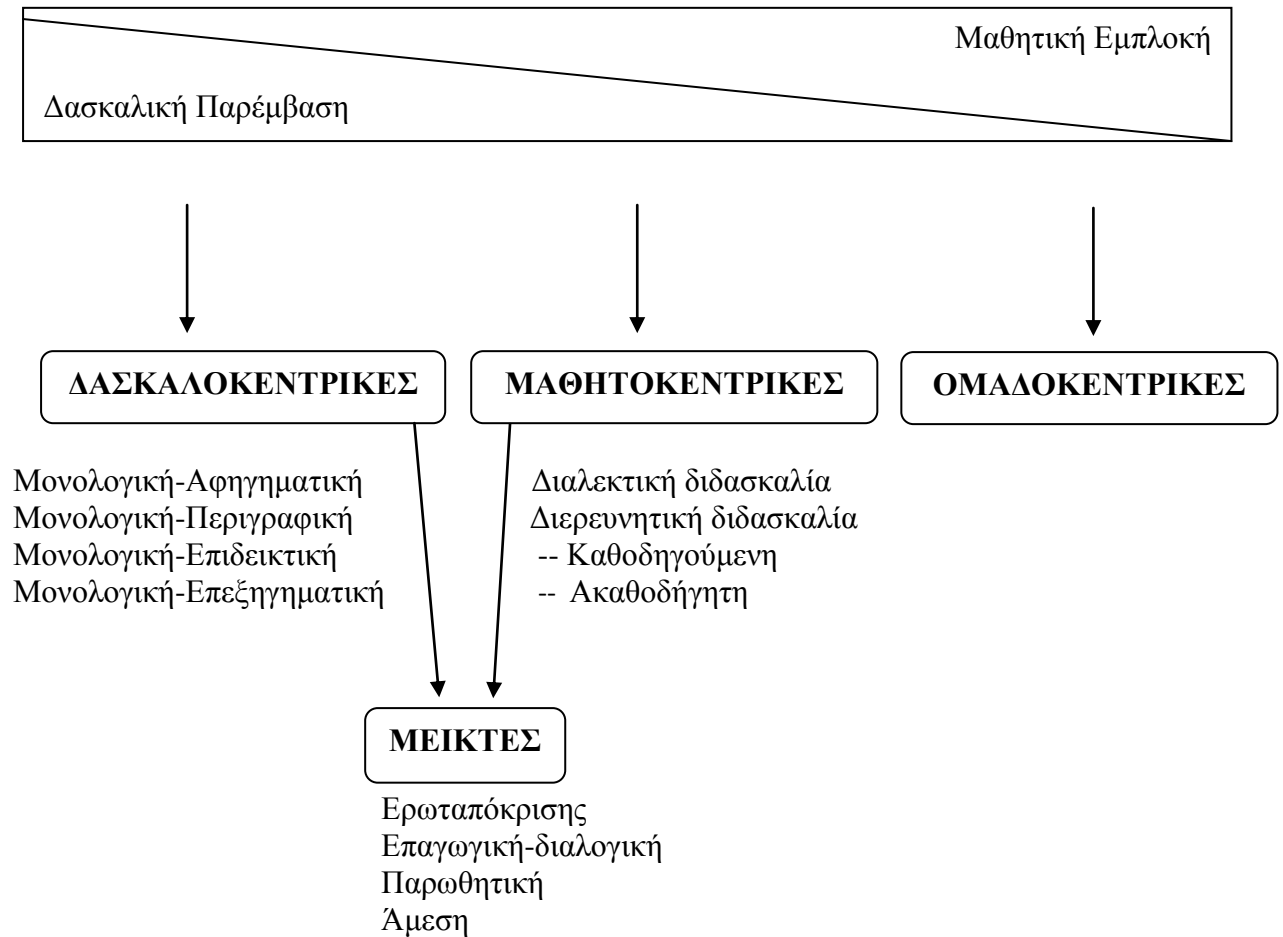 Μαθητική Εμπλοκή
Δασκαλική Παρέμβαση
ΔΑΣΚΑΛΟΚΕΝΤΡΙΚΕΣ
Μονολογική-Αφηγηματική
Μονολογική-Περιγραφική
Μονολογική-Επιδεικτική
Μονολογική-Επεξηγηματική
ΜΑΘΗΤΟΚΕΝΤΡΙΚΕΣ
Διαλεκτική διδασκαλία
Διερευνητική διδασκαλία
-- Καθοδηγούμενη
-- Ακαθοδήγητη
ΟΜΑΔΟΚΕΝΤΡΙΚΕΣ
ΜΕΙΚΤΕΣ
Ερωταπόκρισης
Επαγωγική-διαλογική
Παρωθητική
Άμεση